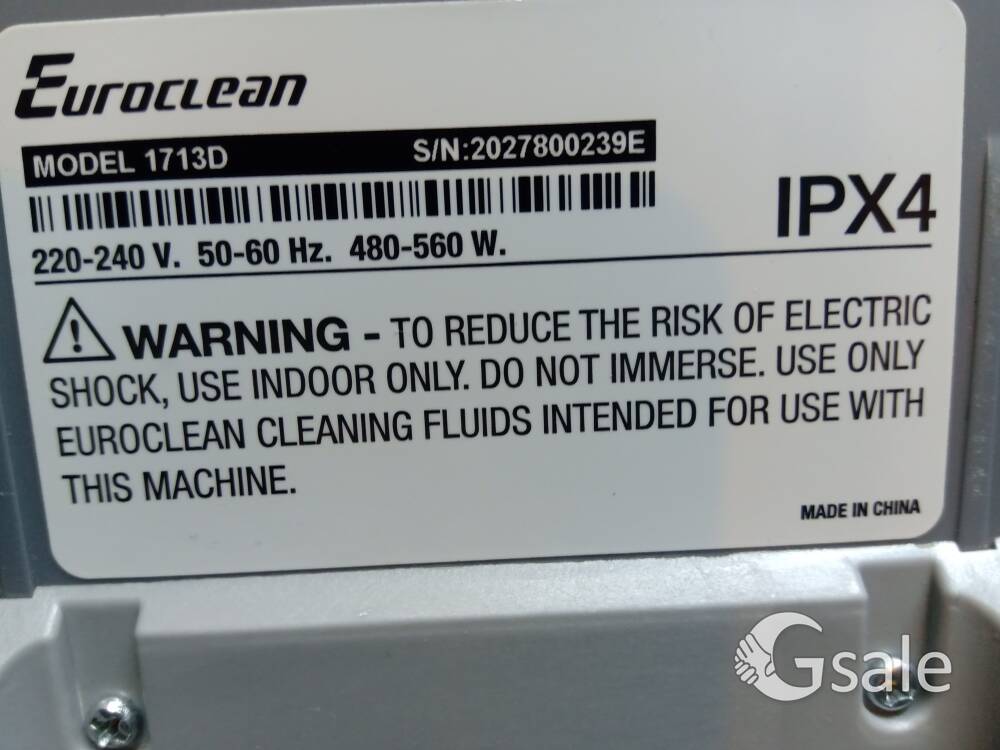 Euroclean
MODEL 1713D S/N:2027800239E
IPX4
220-240 V. 50-60 Hz. 480-560 W.
WARNING - TO REDUCE THE RISK OF ELECTRIC
SHOCK, USE INDOOR ONLY. DO NOT IMMERSE. USE ONLY
EUROCLEAN CLEANING FLUIDS INTENDED FOR USE WITH
THIS MACHINE.
MADE IN CHINA
Gsale